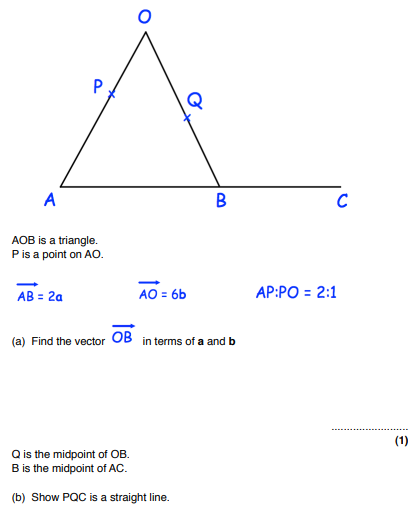 O
P
Q
A
B
C
AOB is a triangle.
P is a point on AO.
AB = 2a
AO = 6b
AP:PO = 2:1
(a) Find the vector OB in terms of a and b
(1)
Q is the midpoint of OB.
B is the midpoint of AC.
(b) Show PQC is a straight line.